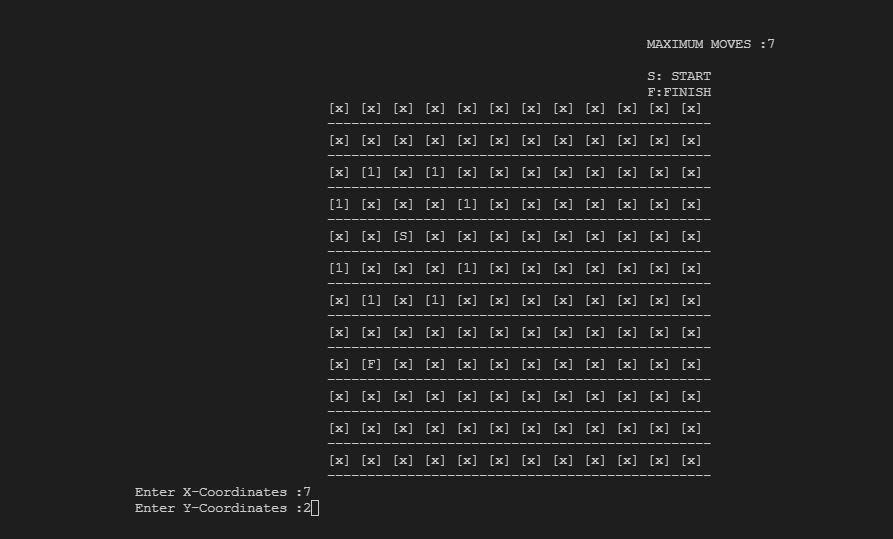 MAXIMUM MOVES :7
S: START
F:FINISH
[x] [x] [x] [x] [x] [x] [x] [x] [x] [x] [x] [x]
------------------------------------------------
[x] [x] [x] [x] [x] [x] [x] [x] [x] [x] [x] [x]
------------------------------------------------
[x] [1] [x] [1] [x] [x] [x] [x] [x] [x] [x] [x]
------------------------------------------------
[1] [x] [x] [x] [1] [x] [x] [x] [x] [x] [x] [x]
------------------------------------------------
[x] [x] [S] [x] [x] [x] [x] [x] [x] [x] [x] [x]
------------------------------------------------
[1] [x] [x] [x] [1] [x] [x] [x] [x] [x] [x] [x]
------------------------------------------------
[x] [1] [x] [1] [x] [x] [x] [x] [x] [x] [x] [x]
------------------------------------------------
[x] [x] [x] [x] [x] [x] [x] [x] [x] [x] [x] [x]
------------------------------------------------
[x] [F] [x] [x] [x] [x] [x] [x] [x] [x] [x] [x]
------------------------------------------------
[x] [x] [x] [x] [x] [x] [x] [x] [x] [x] [x] [x]
------------------------------------------------
[x] [x] [x] [x] [x] [x] [x] [x] [x] [x] [x] [x]
------------------------------------------------
[x] [x] [x] [x] [x] [x] [x] [x] [x] [x] [x] [x]
------------------------------------------------
Enter X-Coordinates :7
Enter Y-Coordinates :2